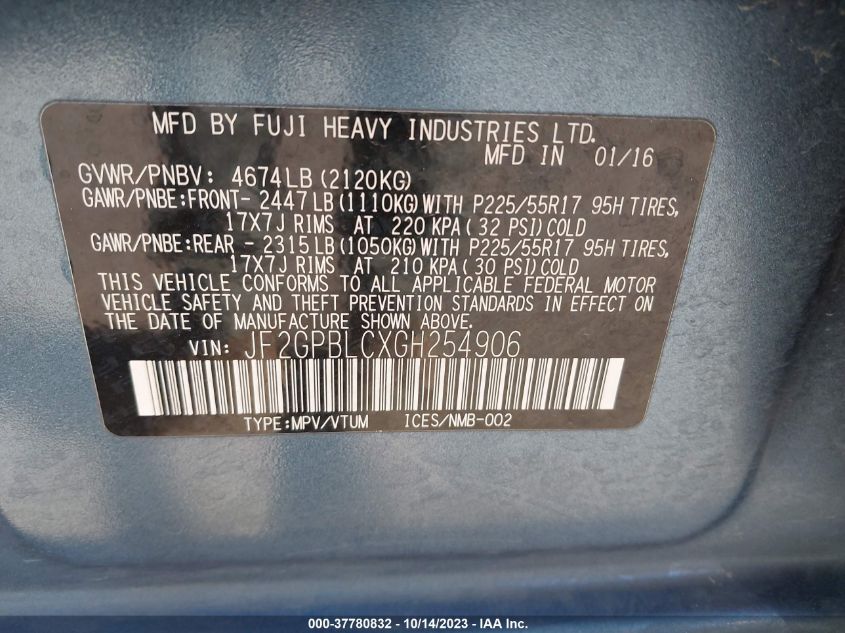 MFD BY FUJI HEAVY INDUSTRIES LTD.
MFD IN 01/16
GVWR/PNBV: 4674LB(2120KG)
GAWR/PNBE:FRONT- 2447LB(1110KG)WITH P225/55R17 95H TIRES,
17X7J RIMS AT 220 KPA(32 PSI)COLD
GAWR/PNBE:REAR - 2315LB(1050KG)WITH P225/55R17 95H TIRES,
17X7J RIMS AT 210 KPA(30 PSI)COLD
THIS VEHICLE CONFORMS TO ALL APPLICABLE FEDERAL MOTOR
VEHICLE SAFETY AND THEFT PREVENTION STANDARDS IN EFFECT ON
THE DATE OF MANUFACTURE SHOWN ABOVE.
VIN: JF2GPBLCXGH254906
TYPE:MPV/VTUM ICES/NMB-002
000-37780832 - 10/14/2023 - IAA Inc.